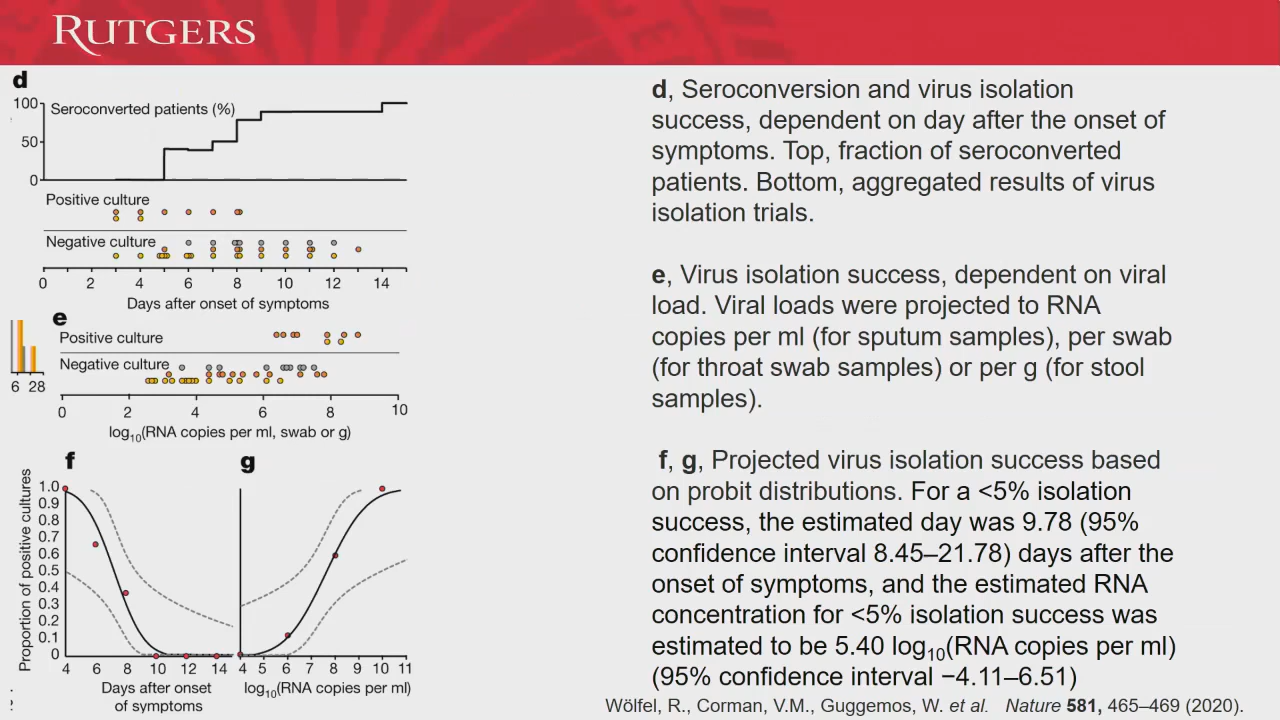 RUTGERS
d
100
50
0
Seroconverted patients (%)
Positive culture
Negative culture
0 2 4 6 8 10 12 14
Days after onset of symptoms
e
Positive culture
Negative culture
6 28
0 2 4 6 8 10
log10(RNA copies per ml, swab or g)
f
g
Proportion of positive cultures
1.0
0.9
0.8
0.7
0.6
0.5
0.4
0.3
0.2
0.1
0
4 6 8 10 12 14
4 5 6 7 8 9 10 11
Days after onset
of symptoms
log10(RNA copies per ml)
d, Seroconversion and virus isolation
success, dependent on day after the onset of
symptoms. Top, fraction of seroconverted
patients. Bottom, aggregated results of virus
isolation trials.
e, Virus isolation success, dependent on viral
load. Viral loads were projected to RNA
copies per ml (for sputum samples), per swab
(for throat swab samples) or per g (for stool
samples).
f, g, Projected virus isolation success based
on probit distributions. For a <5% isolation
success, the estimated day was 9.78 (95%
confidence interval 8.45–21.78) days after the
onset of symptoms, and the estimated RNA
concentration for <5% isolation success was
estimated to be 5.40 log10(RNA copies per ml)
(95% confidence interval −4.11–6.51)
Wölfel, R., Corman, V.M., Guggemos, W. et al. Nature 581, 465–469 (2020).